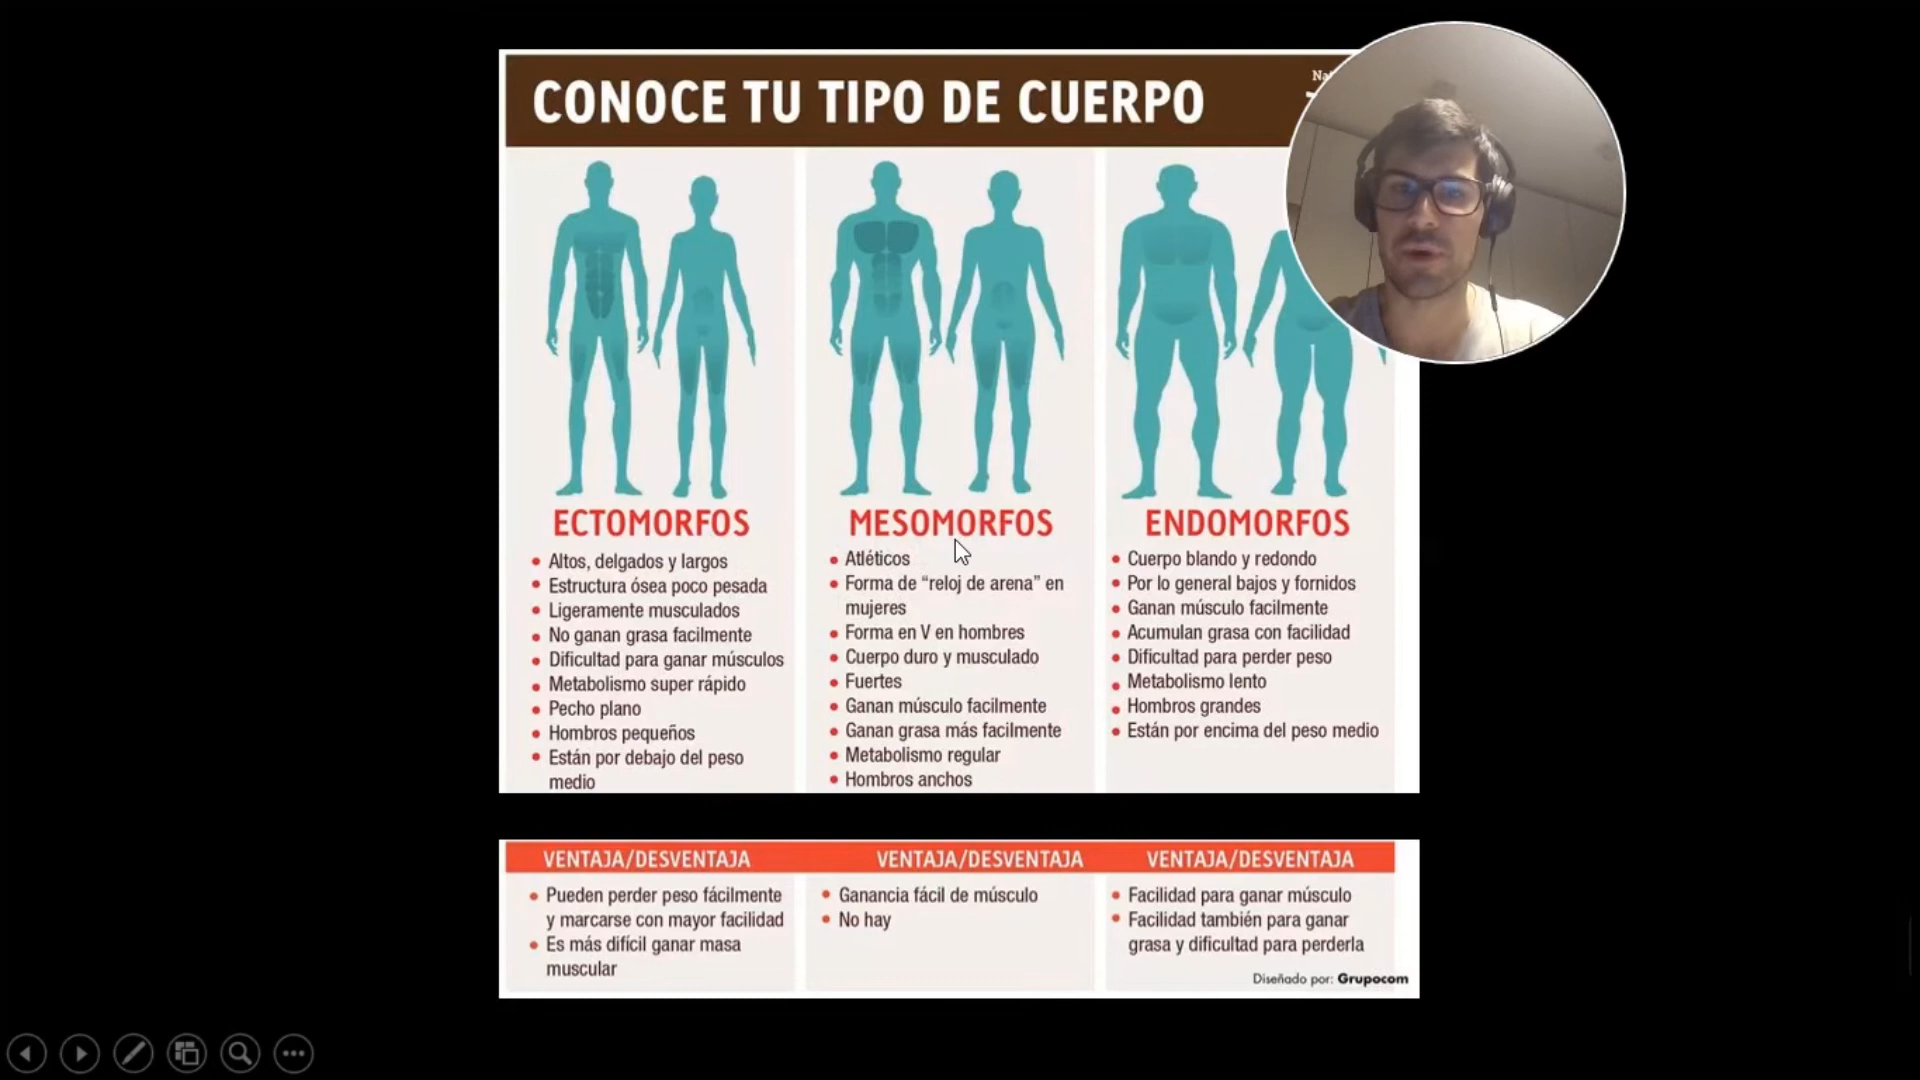 CONOCE TU TIPO DE CUERPO
ECTOMORFOS
Altos, delgados y largos
Estructura ósea poco pesada
Ligeramente musculados
No ganan grasa facilmente
Dificultad para ganar músculos
Metabolismo super rápido
Pecho plano
Hombros pequeños
Están por debajo del peso
medio
MESOMORFOS
Atléticos
Forma de “reloj de arena” en
mujeres
Forma en V en hombres
Cuerpo duro y musculado
Fuertes
Ganan músculo facilmente
Ganan grasa más facilmente
Metabolismo regular
Hombros anchos
ENDOMORFOS
Cuerpo blando y redondo
Por lo general bajos y fornidos
Ganan músculo facilmente
Acumulan grasa con facilidad
Dificultad para perder peso
Metabolismo lento
Hombros grandes
Están por encima del peso medio
VENTAJA/DESVENTAJA
Pueden perder peso fácilmente
y marcarse con mayor facilidad
Es más difícil ganar masa
muscular
VENTAJA/DESVENTAJA
Ganancia fácil de músculo
No hay
VENTAJA/DESVENTAJA
Facilidad para ganar músculo
Facilidad también para ganar
grasa y dificultad para perderla
Diseñado por: Grupocom